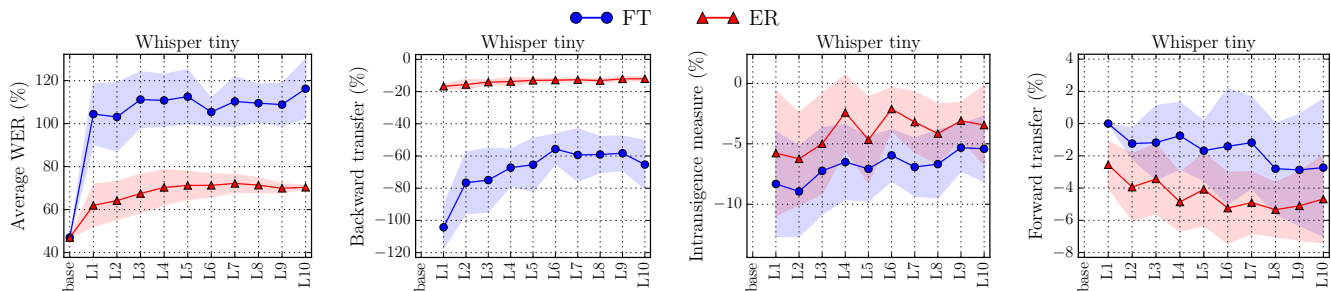 FT ER
Whisper tiny
Average WER (%)
120
100
80
60
40
base L1 L2 L3 L4 L5 L6 L7 L8 L9 L10
Whisper tiny
Backward transfer (%)
0
−20
−40
−60
−80
−100
−120
base L1 L2 L3 L4 L5 L6 L7 L8 L9 L10
Whisper tiny
Intransigence measure (%)
0
−5
−10
base L1 L2 L3 L4 L5 L6 L7 L8 L9 L10
Whisper tiny
Forward transfer (%)
4
2
0
−2
−4
−6
−8
base L1 L2 L3 L4 L5 L6 L7 L8 L9 L10